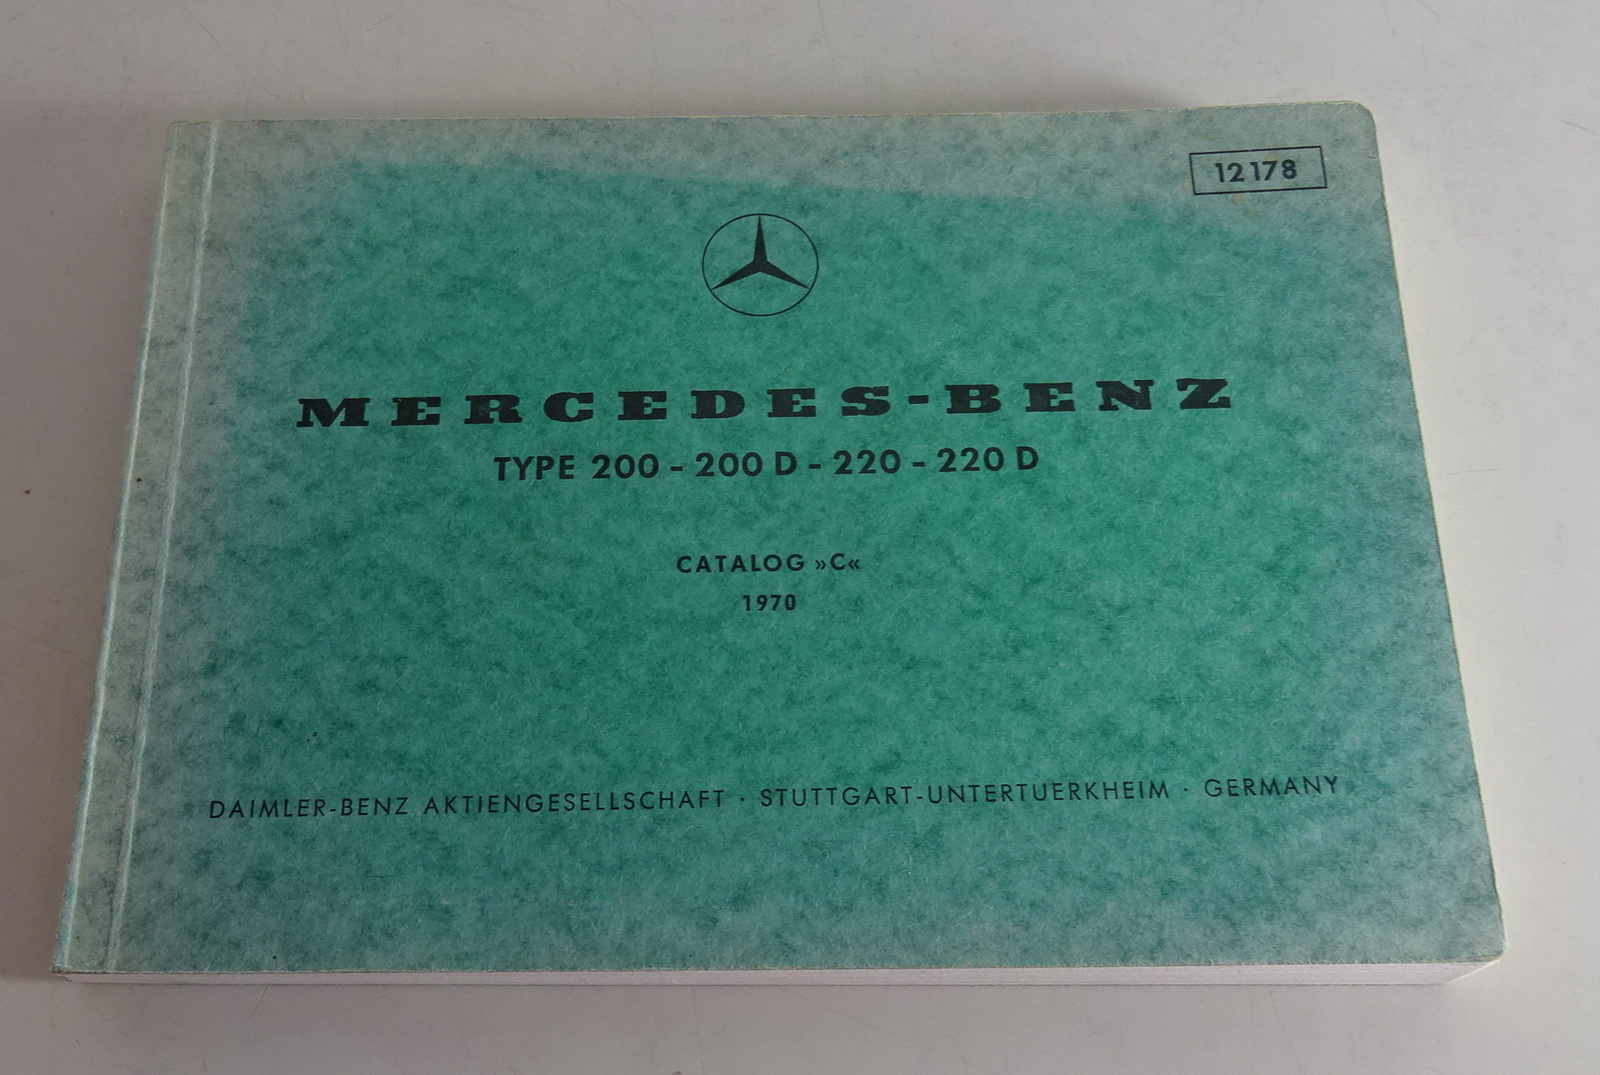 12178
MERCEDES-BENZ
TYPE 200 - 200 D - 220 - 220 D
CATALOG »C«
1970
DAIMLER-BENZ AKTIENGESELLSCHAFT · STUTTGART-UNTERTUERKHEIM · GERMANY